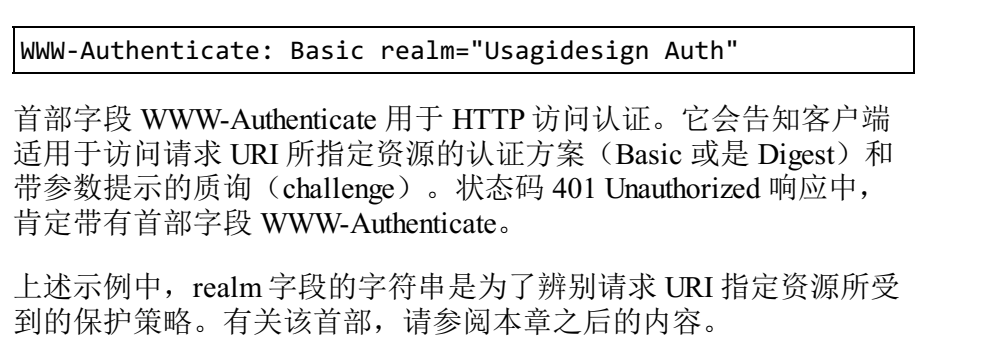 WWW-Authenticate: Basic realm="Usagidesign Auth"
首部字段 WWW-Authenticate 用于 HTTP 访问认证。它会告知客户端
适用于访问请求 URI 所指定资源的认证方案（Basic 或是 Digest）和
带参数提示的质询（challenge）。状态码 401 Unauthorized 响应中，
肯定带有首部字段 WWW-Authenticate。
上述示例中，realm 字段的字符串是为了辨别请求 URI 指定资源所受
到的保护策略。有关该首部，请参阅本章之后的内容。